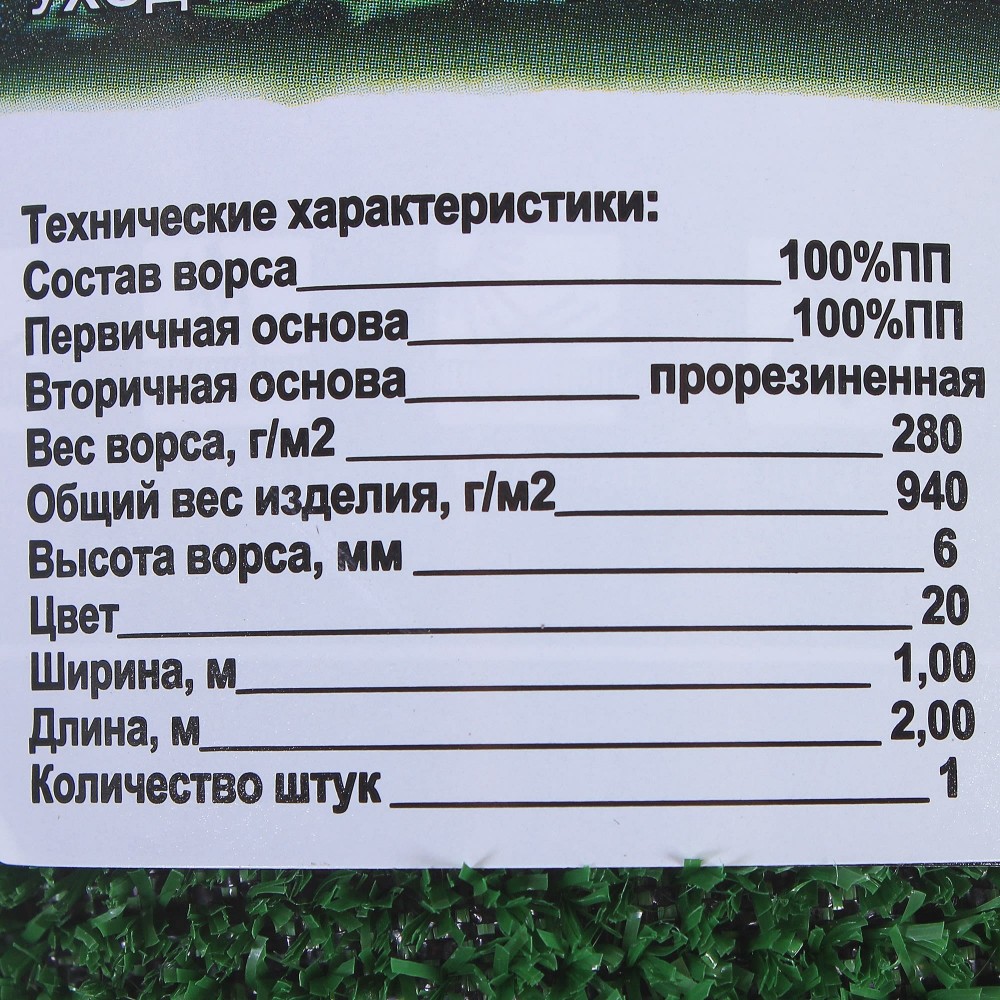 уход
Технические характеристики:
Состав ворса 100%ПП
Первичная основа 100%ПП
Вторичная основа прорезиненная
Вес ворса, г/м2 280
Общий вес изделия, г/м2 940
Высота ворса, мм 6
Цвет 20
Ширина, м 1,00
Длина, м 2,00
Количество штук 1